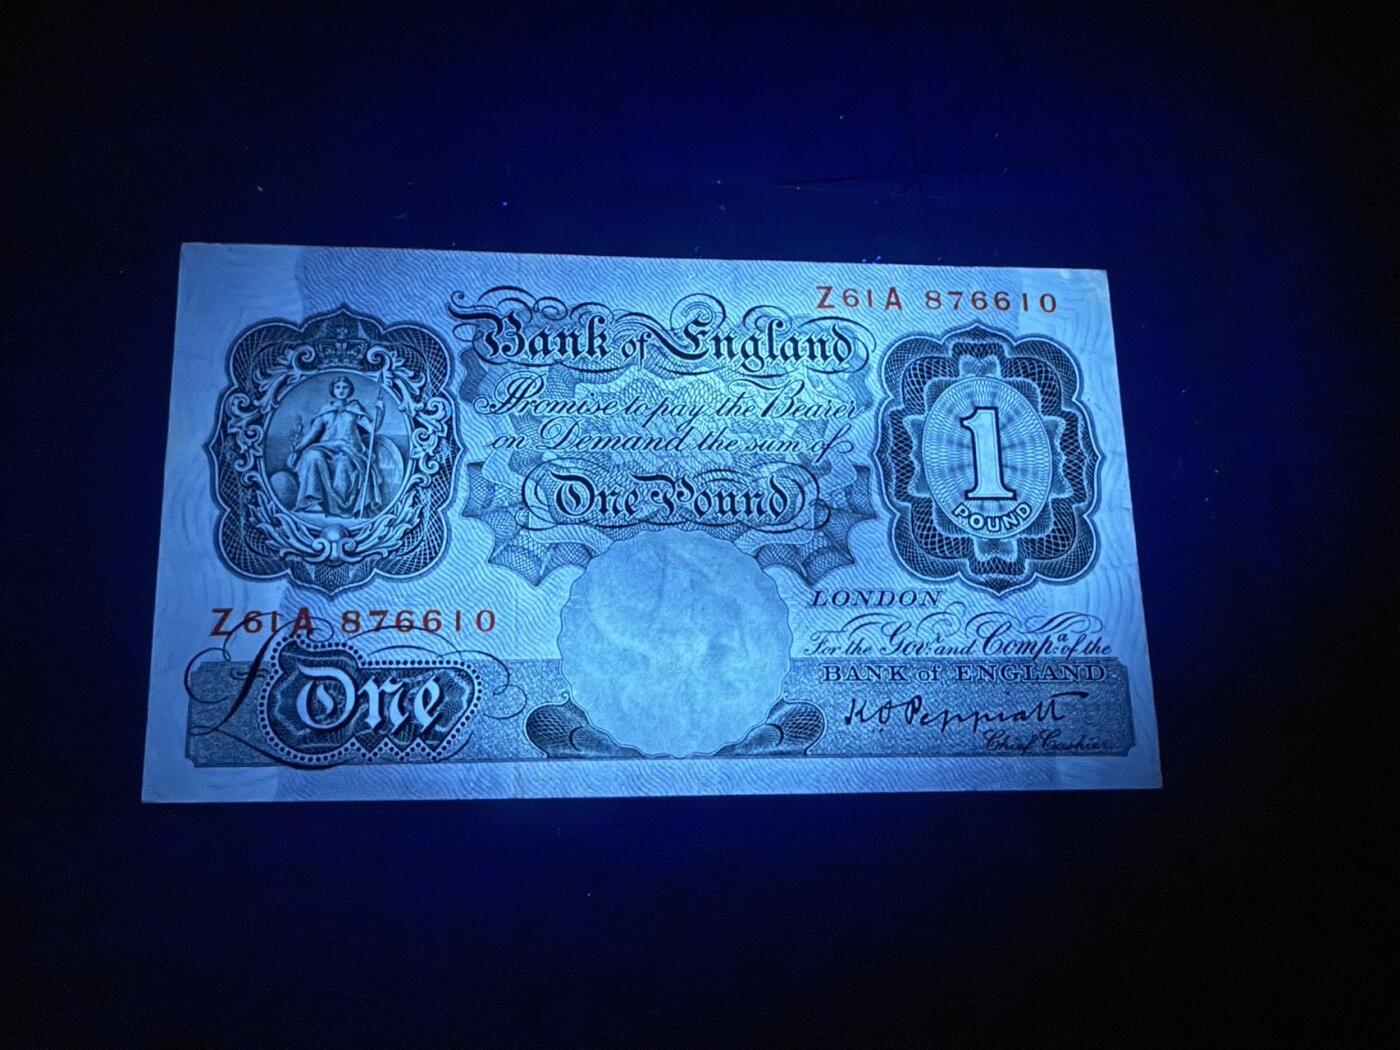 Z61A 876610
Bank of England
Promise to pay the Bearer
on Demand the sum of
One Pound
1
POUND
LONDON
For the Govr. and Compa. of the
BANK of ENGLAND
K O Peppiatt
Chief Cashier.
Z61A 876610
£ One